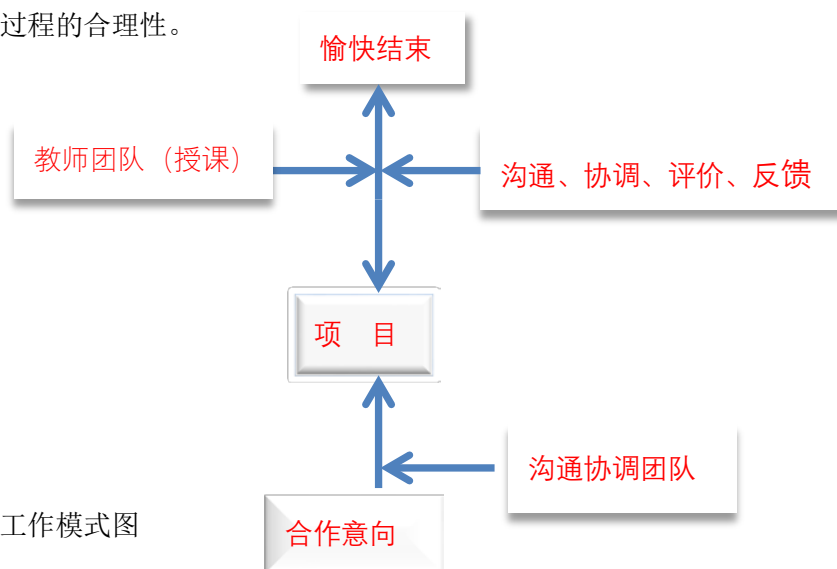 过程的合理性。
愉快结束
教师团队（授课）
沟通、协调、评价、反馈
项 目
沟通协调团队
工作模式图
合作意向